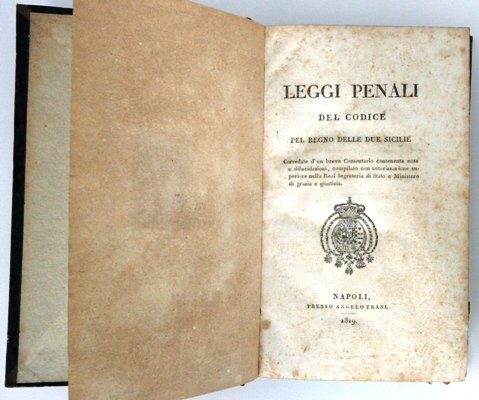 LEGGI PENALI
DEL CODICE
PEL REGNO DELLE DUE SICILIE
Corredate d'un breve Comentario contenente note
e dilucidazioni, compilato con autorizzazione su-
periore nella Real Segreteria di Stato e Ministero
di grazia e giustizia.
NAPOLI,
PRESSO ANGELO TRANI.
1819.